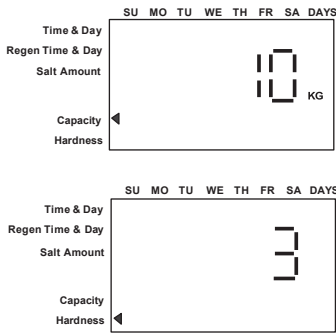 SU MO TU WE TH FR SA DAYS
Time & Day
Regen Time & Day
Salt Amount
10 KG
Capacity
Hardness
SU MO TU WE TH FR SA DAYS
Time & Day
Regen Time & Day
Salt Amount
3
Capacity
Hardness